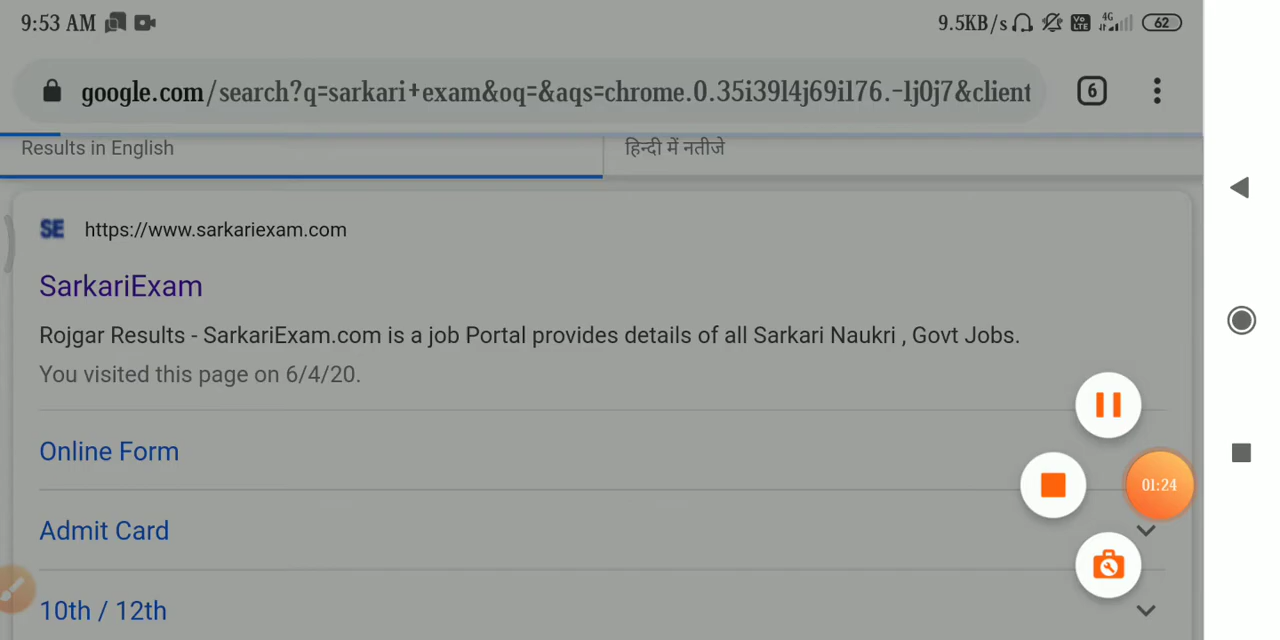 9:53 AM
9.5KB/s
Vo LTE
4G
62
google.com/search?q=sarkari+exam&oq=&aqs=chrome.0.35i39l4j69i176.-1j0j7&client
6
Results in English
हिन्दी में नतीजे
SE
https://www.sarkariexam.com
SarkariExam
Rojgar Results - SarkariExam.com is a job Portal provides details of all Sarkari Naukri , Govt Jobs.
You visited this page on 6/4/20.
Online Form
01:24
Admit Card
10th / 12th